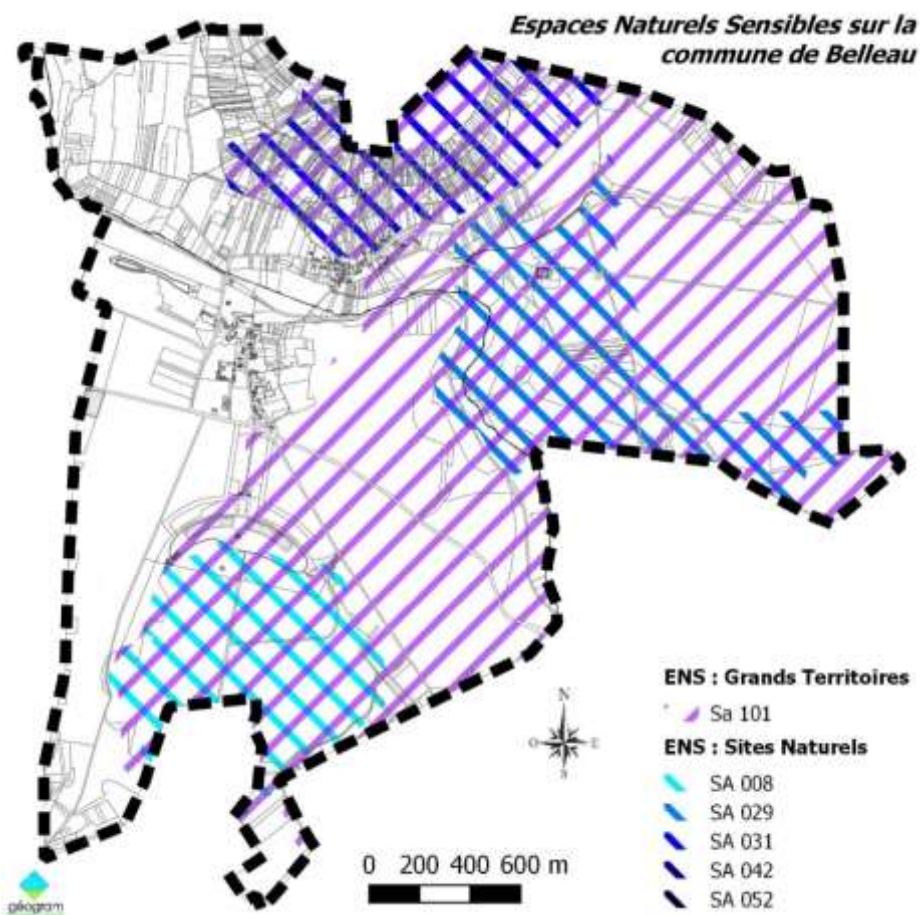 Espaces Naturels Sensibles sur la
commune de Belleau
ENS : Grands Territoires
Sa 101
ENS : Sites Naturels
SA 008
SA 029
SA 031
SA 042
SA 052
N
O
E
S
0 200 400 600 m
géogram